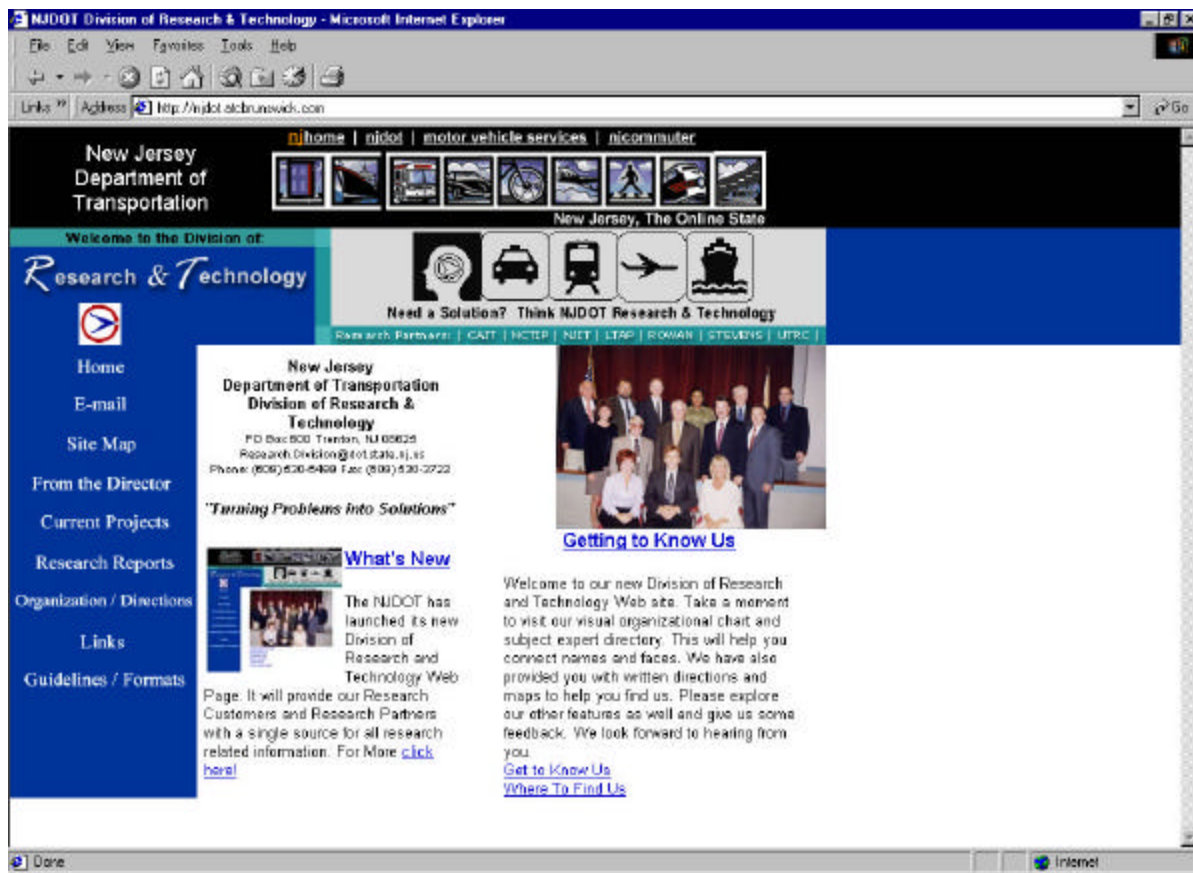 NJDOT Division of Research & Technology - Microsoft Internet Explorer
File Edit View Favorites Tools Help
Links » Address http://njdot.atcbrunswick.com Go
njhome | njdot | motor vehicle services | njcommuter
New Jersey
Department of
Transportation
New Jersey, The Online State
Welcome to the Division of:
Research & Technology
Need a Solution? Think NJDOT Research & Technology
Research Partners: | CAIT | NCTIP | NJIT | LTAP | ROWAN | STEVENS | UTRC |
Home
E-mail
Site Map
From the Director
Current Projects
Research Reports
Organization / Directions
Links
Guidelines / Formats
New Jersey
Department of Transportation
Division of Research &
Technology
PO Box 600 Trenton, NJ 08625
Research.Division@dot.state.nj.us
Phone: (609) Fax: (609)
"Turning Problems into Solutions"
What's New
The NJDOT has
launched its new
Division of
Research and
Technology Web
Page. It will provide our Research
Customers and Research Partners
with a single source for all research
related information. For More click
here!
Getting to Know Us
Welcome to our new Division of Research
and Technology Web site. Take a moment
to visit our visual organizational chart and
subject expert directory. This will help you
connect names and faces. We have also
provided you with written directions and
maps to help you find us. Please explore
our other features as well and give us some
feedback. We look forward to hearing from
you.
Get to Know Us
Where To Find Us
Done
Internet